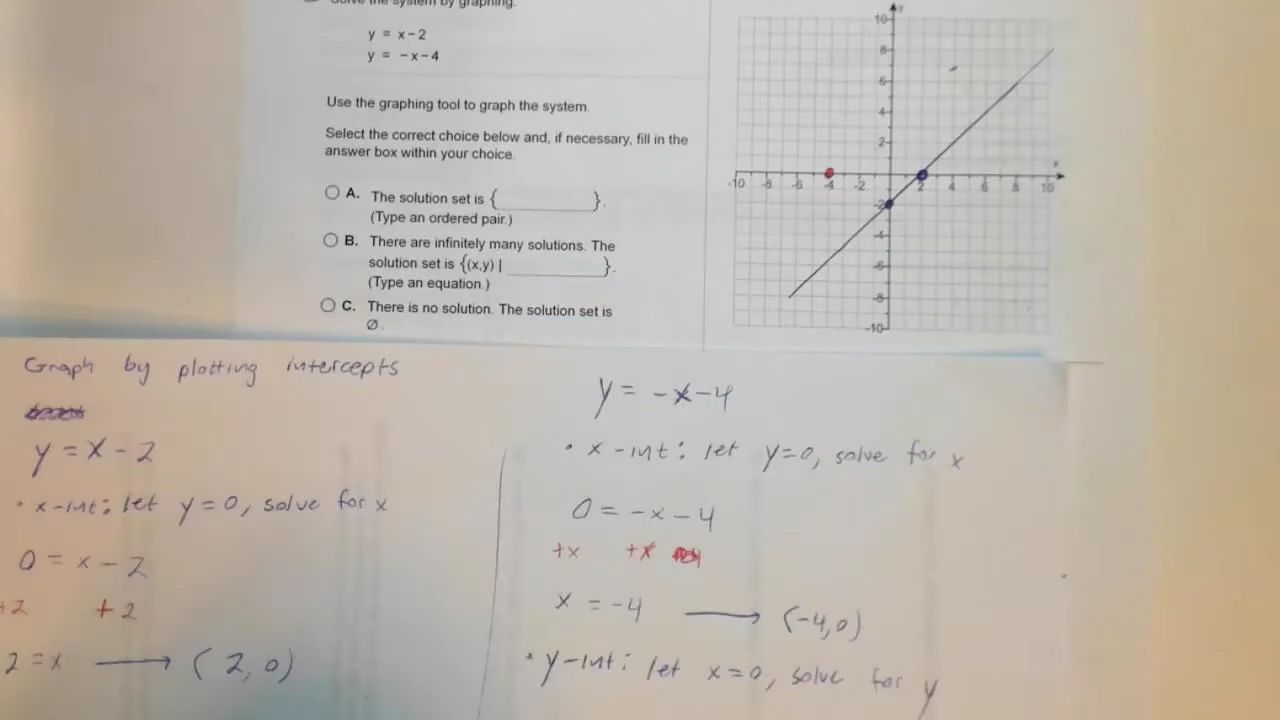 Solve the system by graphing.
y = x-2
y = -x-4
Use the graphing tool to graph the system.
Select the correct choice below and, if necessary, fill in the
answer box within your choice.
A. The solution set is { }.
(Type an ordered pair.)
B. There are infinitely many solutions. The
solution set is {(x,y) | }.
(Type an equation.)
C. There is no solution. The solution set is
∅.
y
10
8
6
4
2
x
-10 -8 -6 -4 -2 2 4 6 8 10
-2
-4
-6
-8
-10
Graph by plotting intercepts
y = x - 2
• x-int: let y = 0, solve for x
0 = x - 2
+2 +2
2 = x → (2, 0)
y = -x-4
• x-int: let y=0, solve for x
0 = -x - 4
+x +x
x = -4 → (-4,0)
• y-int: let x=0, solve for y